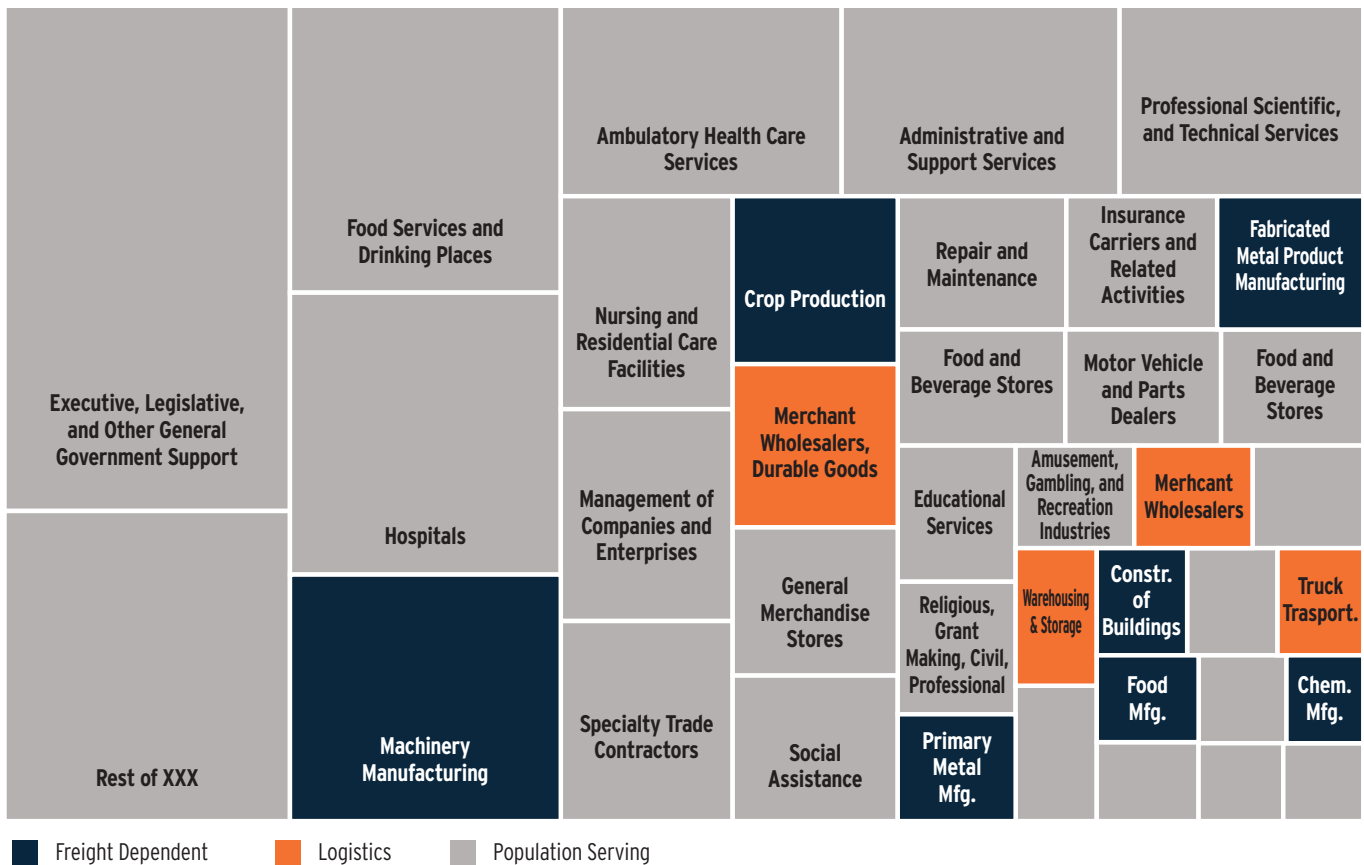 Executive, Legislative,
and Other General
Government Support
Rest of XXX
Food Services and
Drinking Places
Hospitals
Machinery
Manufacturing
Ambulatory Health Care
Services
Administrative and
Support Services
Professional Scientific,
and Technical Services
Nursing and
Residential Care
Facilities
Management of
Companies and
Enterprises
Specialty Trade
Contractors
Crop Production
Merchant
Wholesalers,
Durable Goods
General
Merchandise
Stores
Social
Assistance
Repair and
Maintenance
Insurance
Carriers and
Related
Activities
Fabricated
Metal Product
Manufacturing
Food and
Beverage Stores
Motor Vehicle
and Parts
Dealers
Food and
Beverage
Stores
Educational
Services
Amusement,
Gambling, and
Recreation
Industries
Merhcant
Wholesalers
Religious,
Grant
Making, Civil,
Professional
Warehousing
& Storage
Constr.
of
Buildings
Truck
Trasport.
Primary
Metal
Mfg.
Food
Mfg.
Chem.
Mfg.
Freight Dependent
Logistics
Population Serving